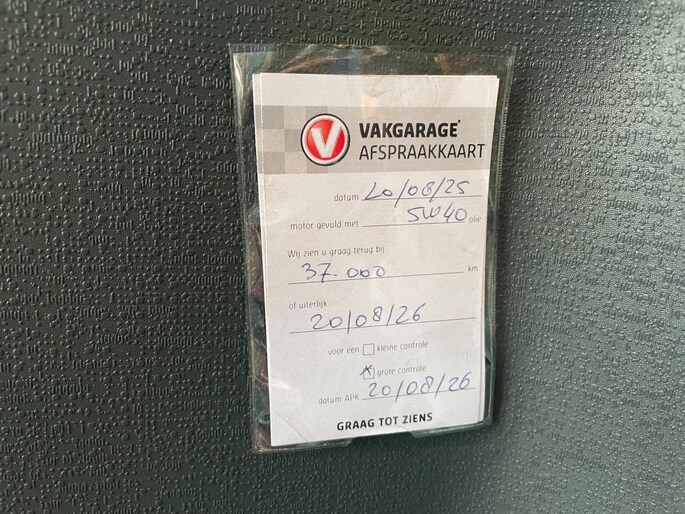 V VAKGARAGE
AFSPRAAKKAART
datum 20/08/25
motor gevuld met 5W40 olie
Wij zien u graag terug bij
37.000 km
of uiterlijk
20/08/26
voor een kleine controle
x grote controle
datum APK 20/08/26
GRAAG TOT ZIENS